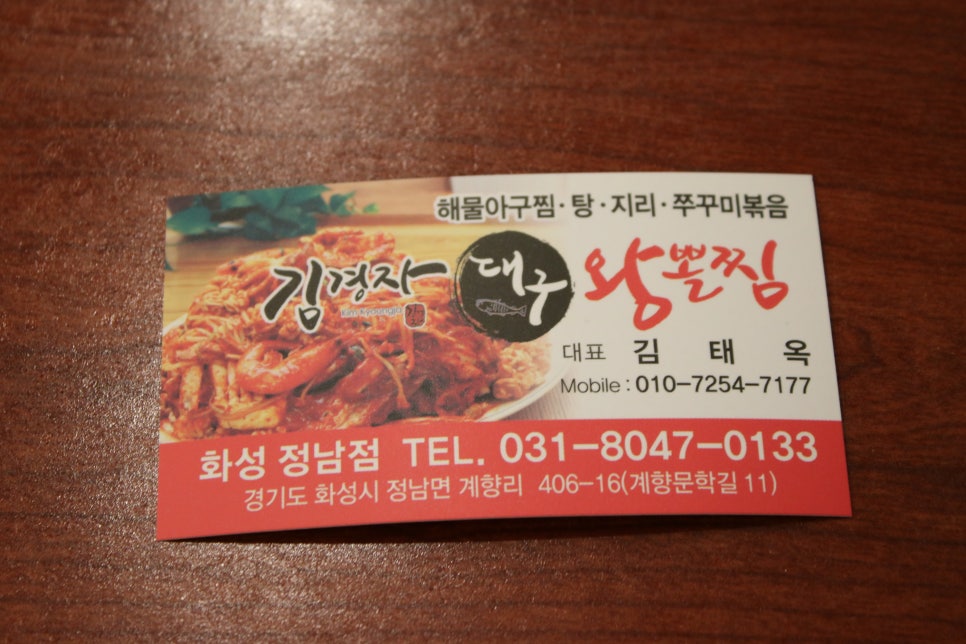 해물아구찜·탕·지리·쭈꾸미볶음
김경자 대구 왕뽈찜
Kim Kyoungja
대표 김 태 옥
Mobile : 010-7254-7177
화성 정남점 TEL. 031-8047-0133
경기도 화성시 정남면 계향리 406-16(계향문학길 11)